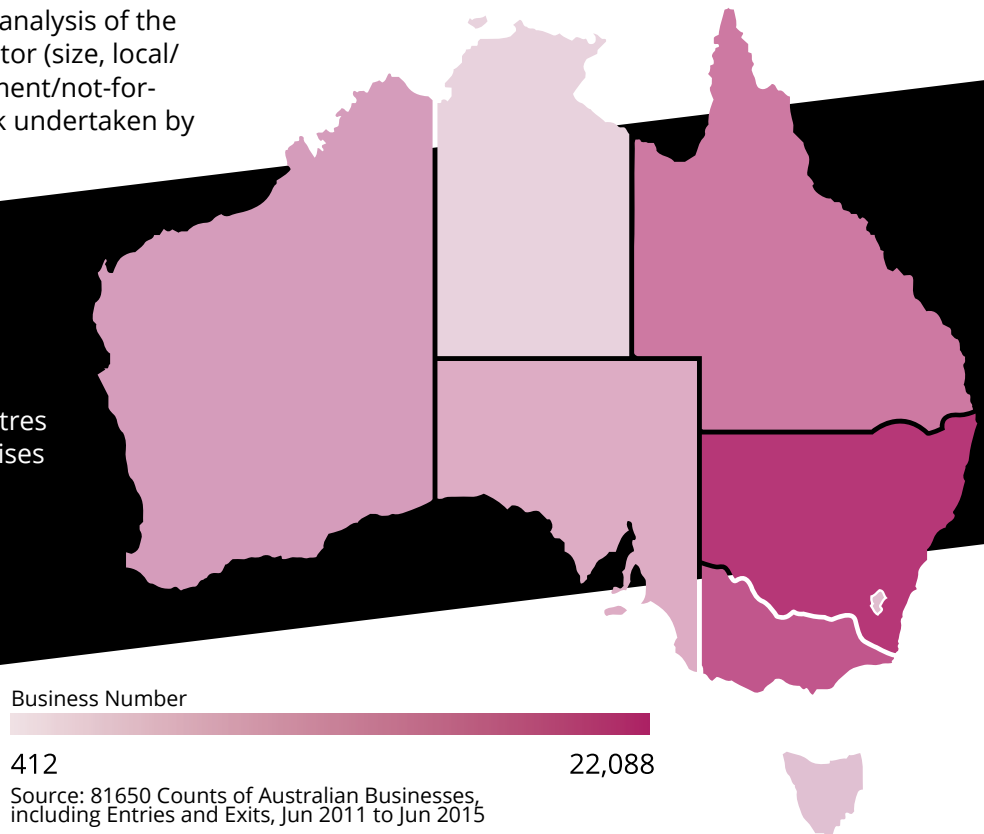 analysis of the
tor (size, local/
nent/not-for-
k undertaken by
tres
ises
Business Number
412 22,088
Source: 81650 Counts of Australian Businesses,
including Entries and Exits, Jun 2011 to Jun 2015